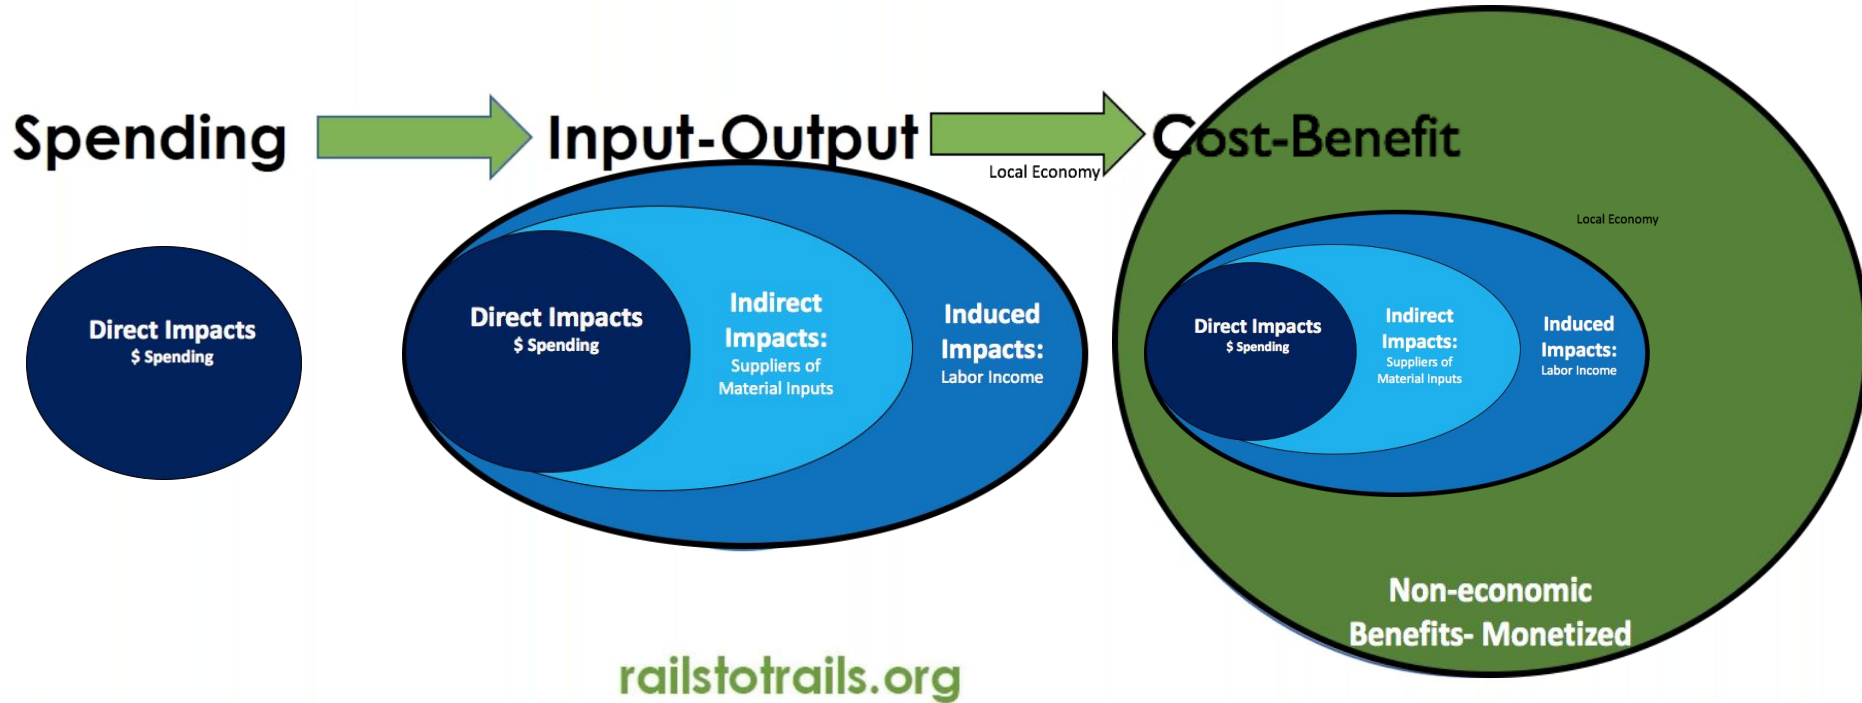 Spending
Input-Output
Cost-Benefit
Local Economy
Local Economy
Direct Impacts
$ Spending
Direct Impacts
$ Spending
Indirect
Impacts:
Suppliers of
Material Inputs
Induced
Impacts:
Labor Income
Direct Impacts
$ Spending
Indirect
Impacts:
Suppliers of
Material Inputs
Induced
Impacts:
Labor Income
Non-economic
Benefits- Monetized
railstotrails.org